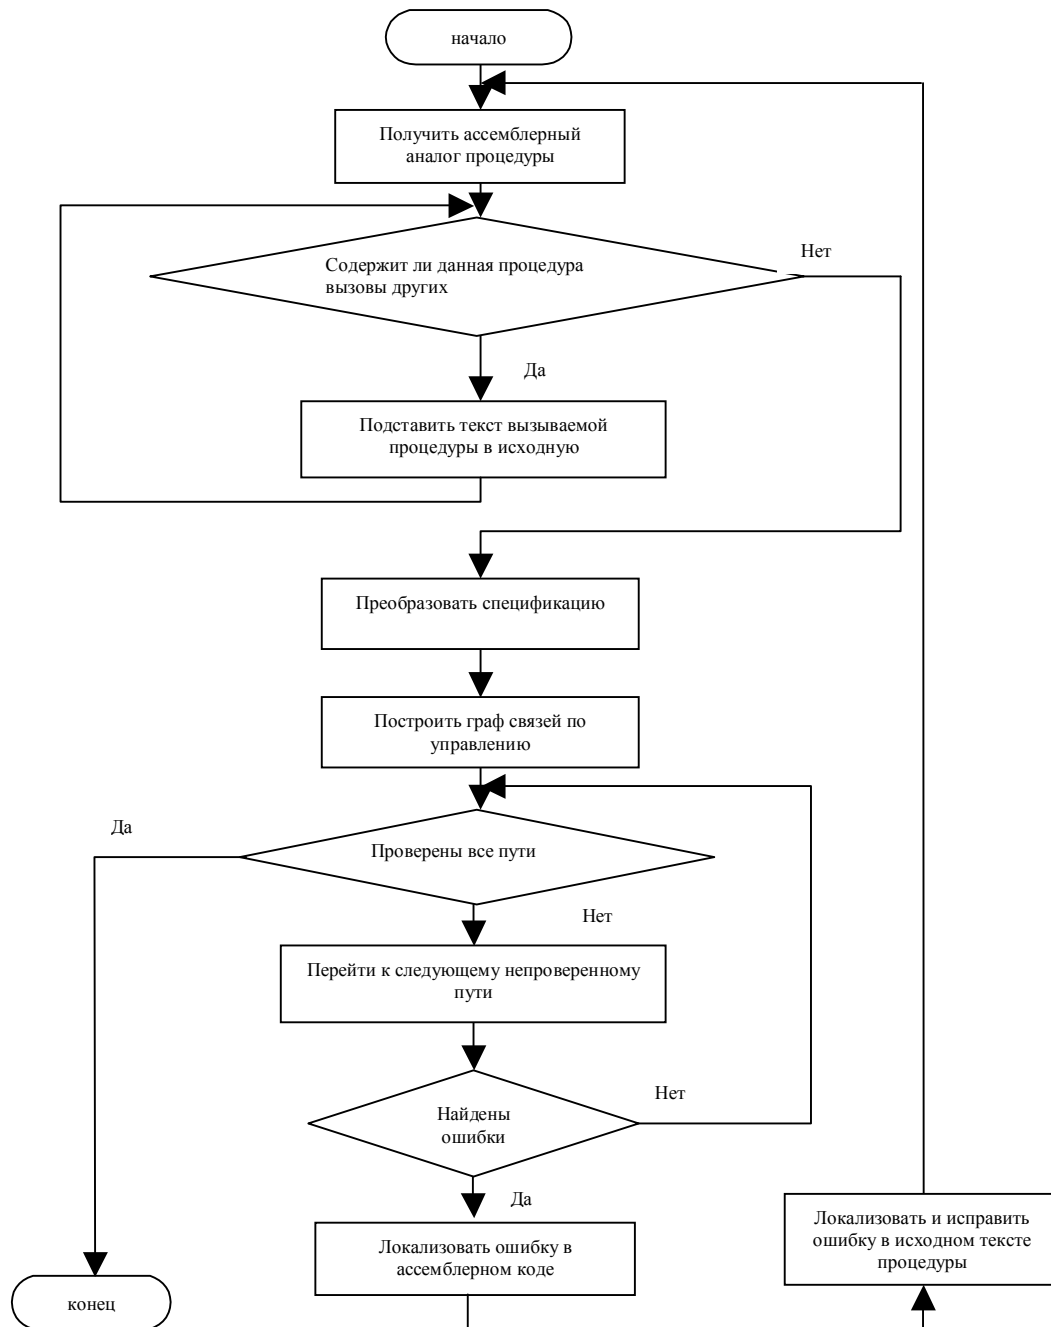 начало
Получить ассемблерный
аналог процедуры
Содержит ли данная процедура
вызовы других
Нет
Да
Подставить текст вызываемой
процедуры в исходную
Преобразовать спецификацию
Построить граф связей по
управлению
Да
Проверены все пути
Нет
Перейти к следующему непроверенному
пути
Найдены
ошибки
Нет
Да
Локализовать ошибку в
ассемблерном коде
Локализовать и исправить
ошибку в исходном тексте
процедуры
конец